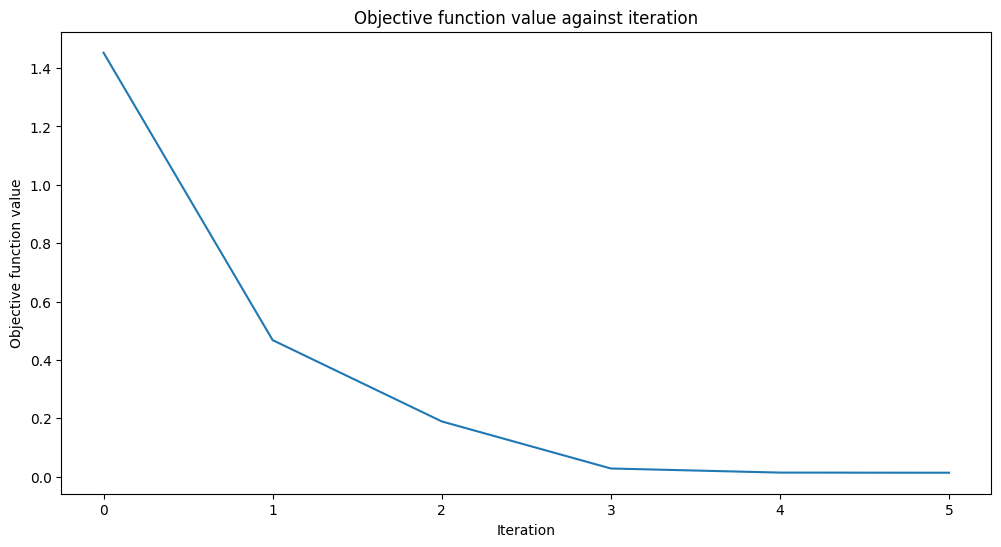 Objective function value against iteration
Objective function value
1.4
1.2
1.0
0.8
0.6
0.4
0.2
0.0
0 1 2 3 4 5
Iteration